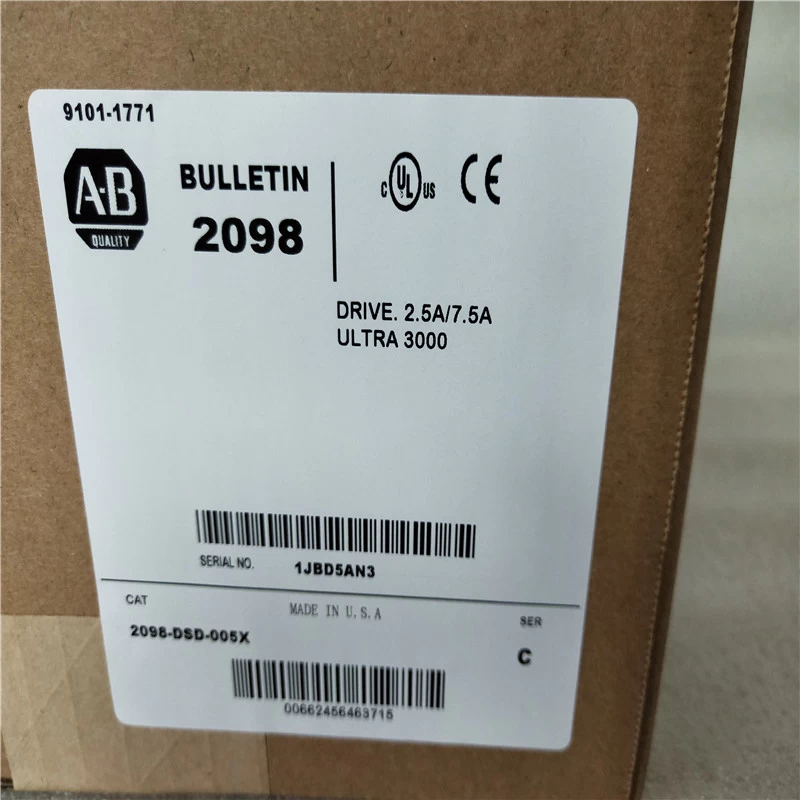 9101-1771
A-B
QUALITY
BULLETIN
2098
C UL US CE
DRIVE. 2.5A/7.5A
ULTRA 3000
SERIAL NO. 1JBD5AN3
CAT MADE IN U.S.A SER
2098-DSD-005X C
00662456463715